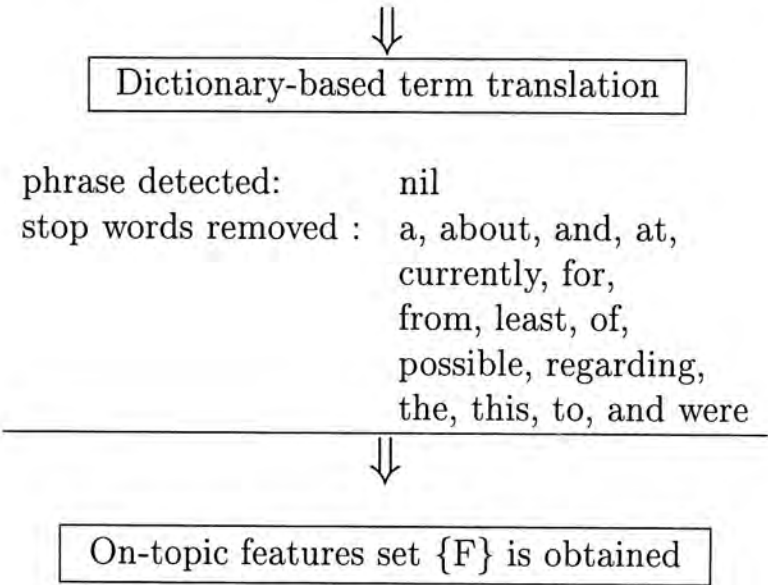 ⇓
Dictionary-based term translation
phrase detected: nil
stop words removed : a, about, and, at,
currently, for,
from, least, of,
possible, regarding,
the, this, to, and were
⇓
On-topic features set {F} is obtained